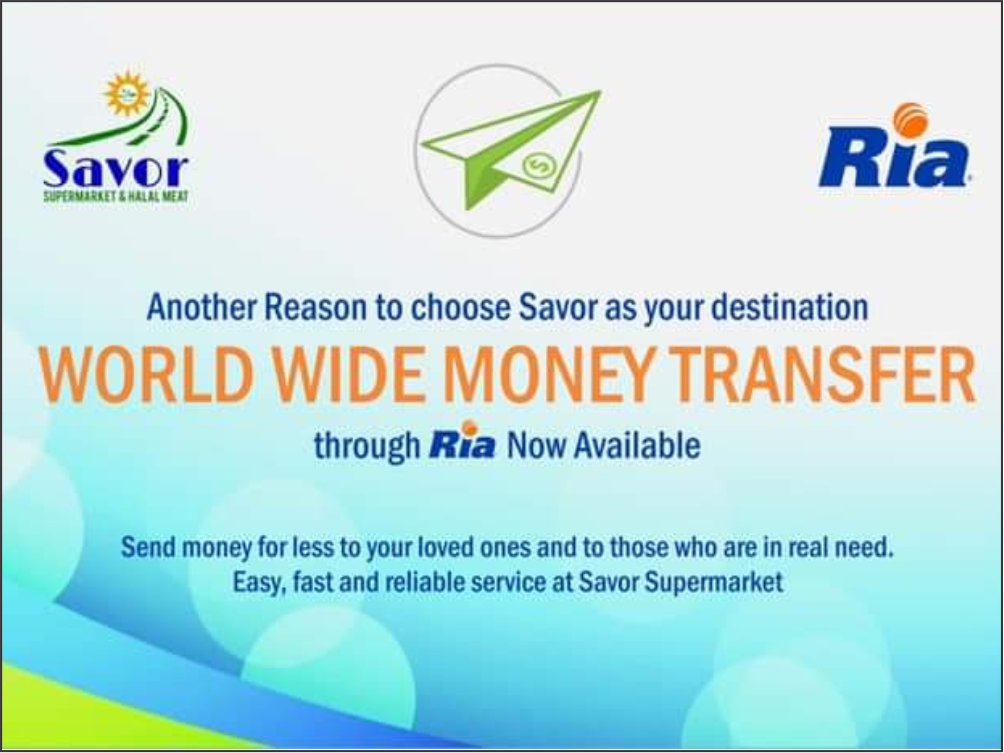 Savor
SUPERMARKET & HALAL MEAT
$
Ria
Another Reason to choose Savor as your destination
WORLD WIDE MONEY TRANSFER
through Ria Now Available
Send money for less to your loved ones and to those who are in real need.
Easy, fast and reliable service at Savor Supermarket